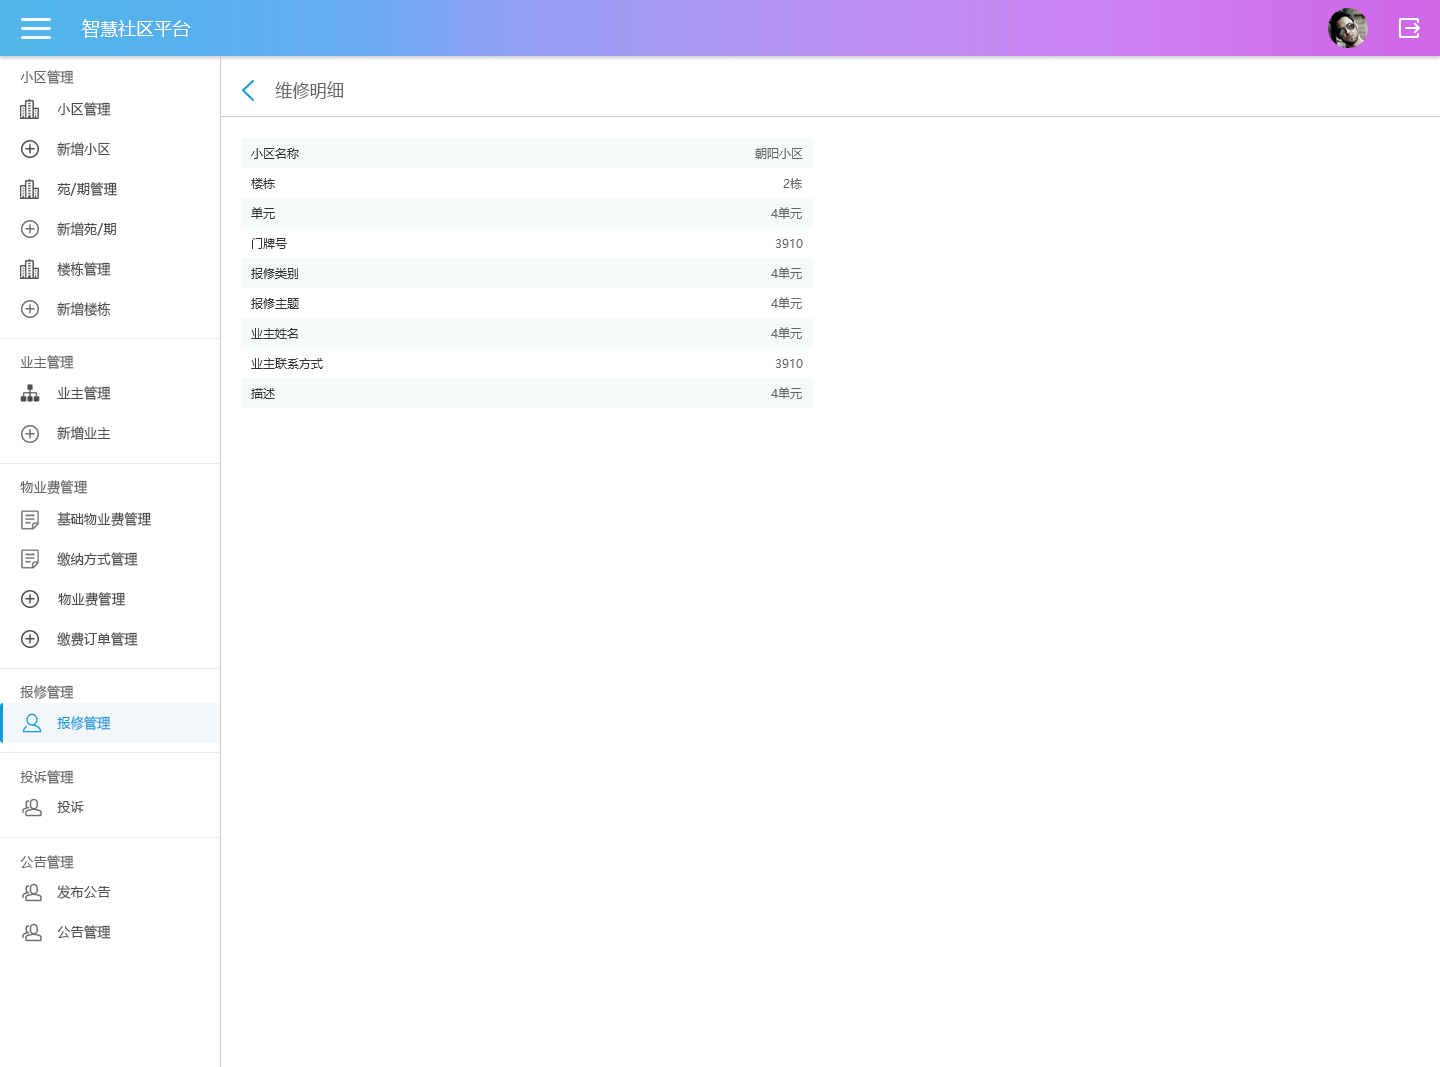 智慧社区平台
小区管理
小区管理
新增小区
苑/期管理
新增苑/期
楼栋管理
新增楼栋
业主管理
业主管理
新增业主
物业费管理
基础物业费管理
缴纳方式管理
物业费管理
缴费订单管理
报修管理
报修管理
投诉管理
投诉
公告管理
发布公告
公告管理
维修明细
小区名称 朝阳小区
楼栋 2栋
单元 4单元
门牌号 3910
报修类别 4单元
报修主题 4单元
业主姓名 4单元
业主联系方式 3910
描述 4单元